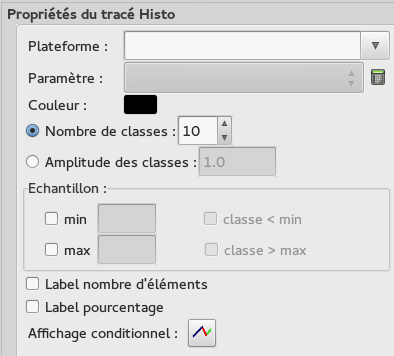 Propriétés du tracé Histo
Plateforme :
Paramètre :
Couleur :
Nombre de classes : 10
Amplitude des classes : 1.0
Echantillon :
min classe < min
max classe > max
Label nombre d'éléments
Label pourcentage
Affichage conditionnel :